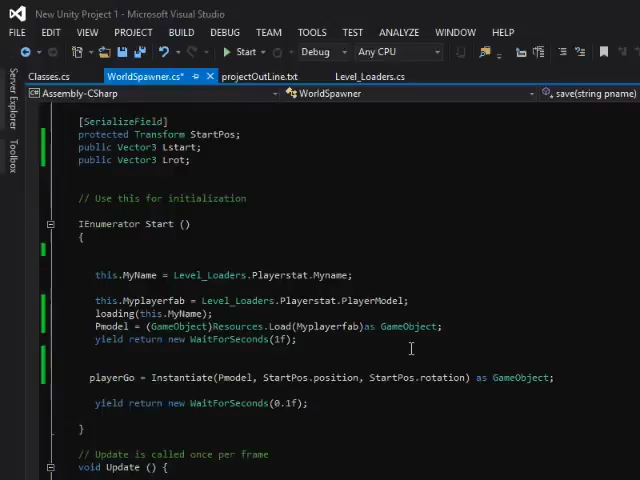 New Unity Project 1 - Microsoft Visual Studio
FILE EDIT VIEW PROJECT BUILD DEBUG TEAM TOOLS TEST ANALYZE WINDOW HELP
Start Debug Any CPU
Classes.cs WorldSpawner.cs* projectOutLine.txt Level_Loaders.cs
Assembly-CSharp WorldSpawner save(string pname)
Server Explorer
Toolbox
[SerializeField]
protected Transform StartPos;
public Vector3 Lstart;
public Vector3 Lrot;
// Use this for initialization
IEnumerator Start ()
{
this.MyName = Level_Loaders.Playerstat.Myname;
this.Myplayerfab = Level_Loaders.Playerstat.PlayerModel;
loading(this.MyName);
Pmodel = (GameObject)Resources.Load(Myplayerfab)as GameObject;
yield return new WaitForSeconds(1f);
playerGo = Instantiate(Pmodel, StartPos.position, StartPos.rotation) as GameObject;
yield return new WaitForSeconds(0.1f);
}
// Update is called once per frame
void Update () {